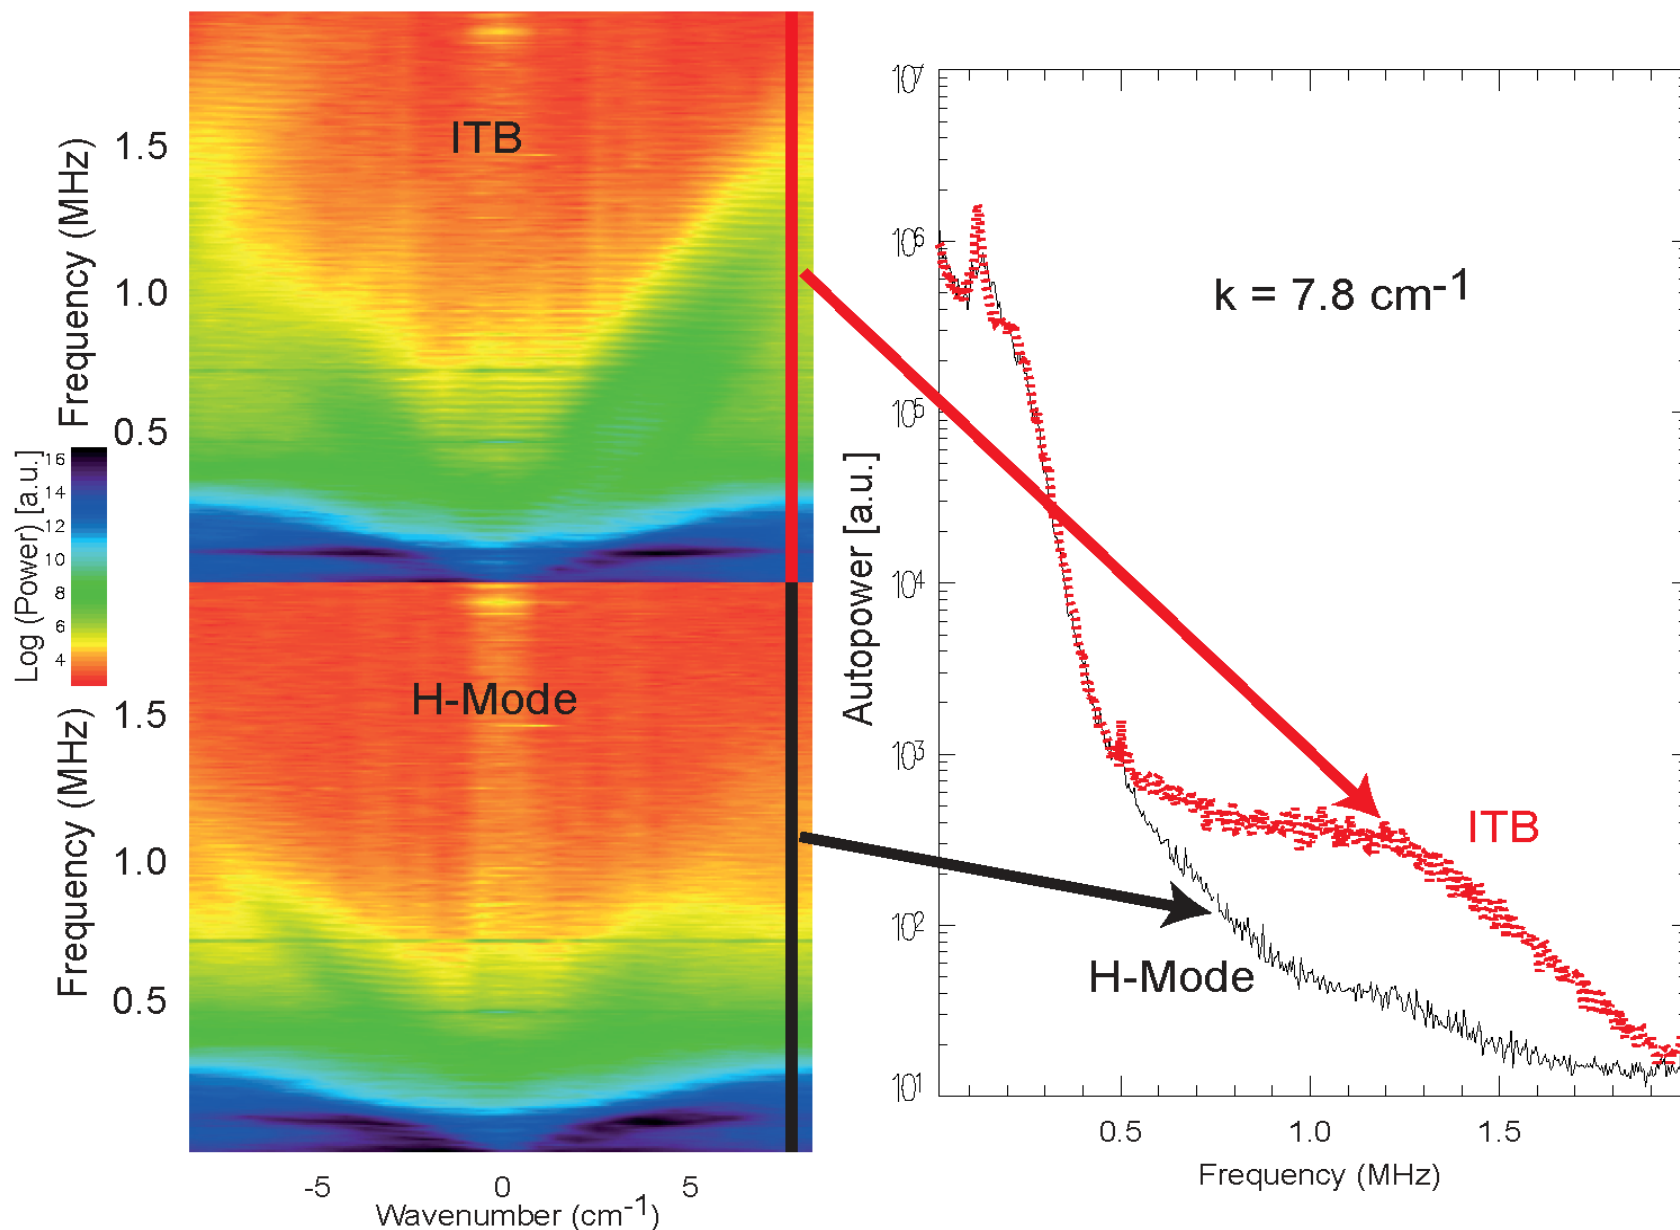 ITB
Frequency (MHz)
1.5
1.0
0.5
Log (Power) [a.u.]
16
14
12
10
8
6
4
H-Mode
Frequency (MHz)
1.5
1.0
0.5
-5
0
5
Wavenumber (cm-1)
10^7
10^6
10^5
10^4
10^3
10^2
10^1
Autopower [a.u.]
k = 7.8 cm-1
ITB
H-Mode
0.5
1.0
1.5
Frequency (MHz)